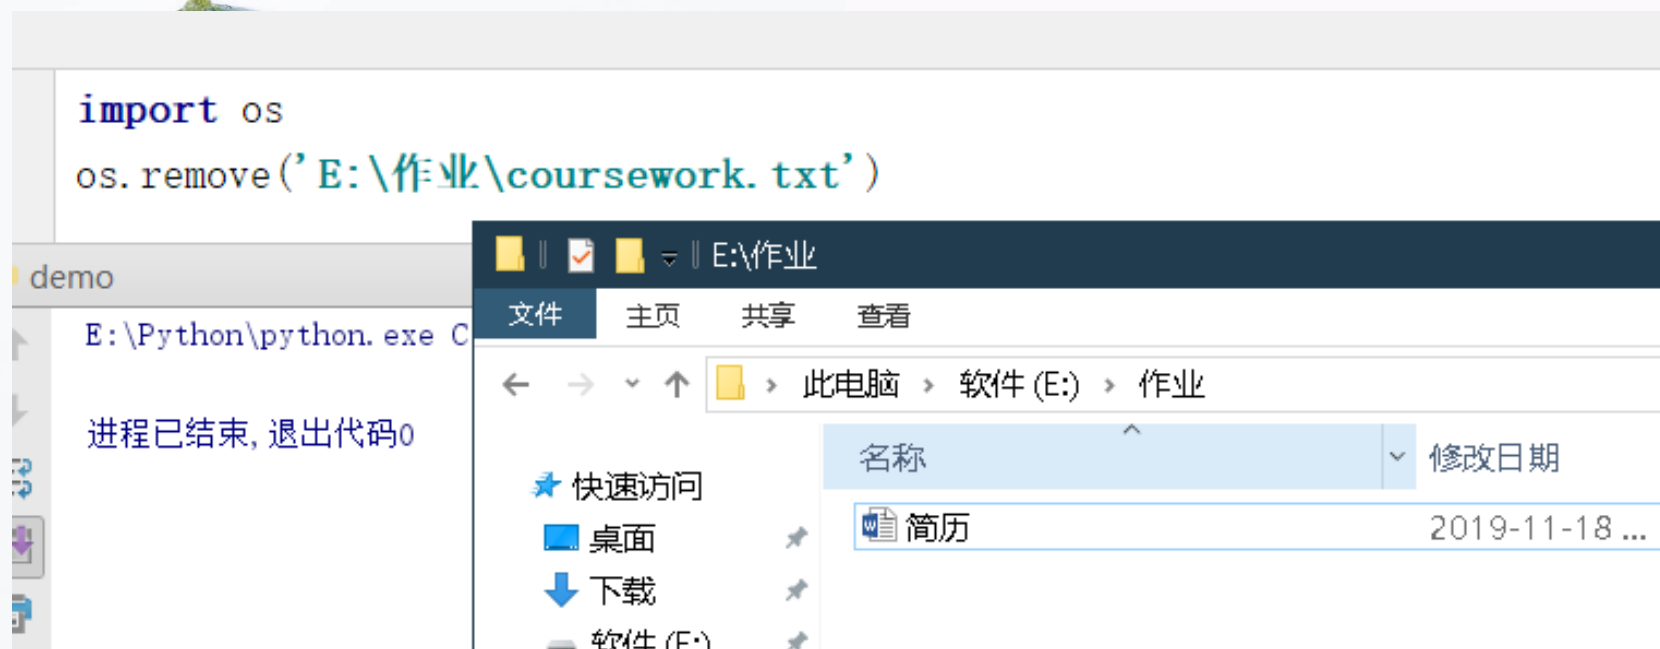 import os
os.remove('E:\作业\coursework.txt')
demo
E:\Python\python.exe C
进程已结束,退出代码0
E:\作业
文件 主页 共享 查看
此电脑 › 软件 (E:) › 作业
名称 修改日期
快速访问
简历 2019-11-18 ...
桌面
下载
软件 (E:)